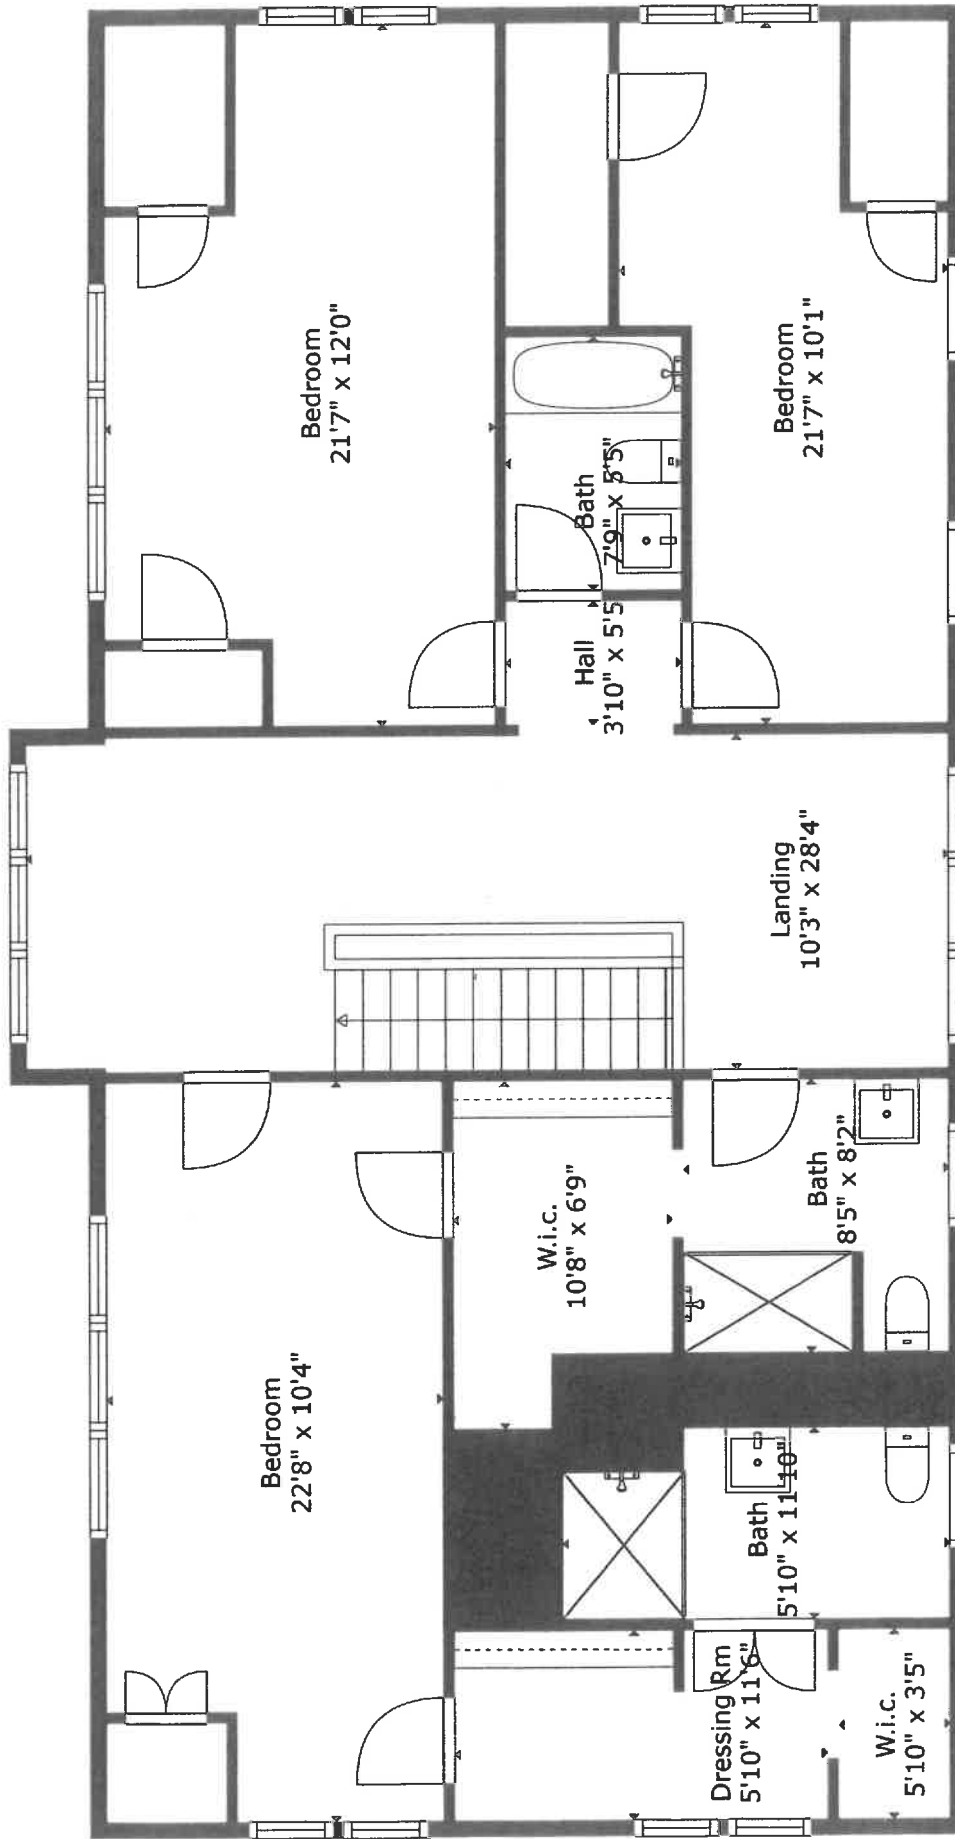 Bedroom
22'8" x 10'4"
Bedroom
21'7" x 12'0"
W.i.c.
10'8" x 6'9"
Hall
3'10" x 5'5
Bath
7'9" x 5'5"
Dressing Rm
5'10" x 11'6"
Bath
5'10" x 11'10"
Bath
8'5" x 8'2"
Landing
10'3" x 28'4"
Bedroom
21'7" x 10'1"
W.i.c.
5'10" x 3'5"